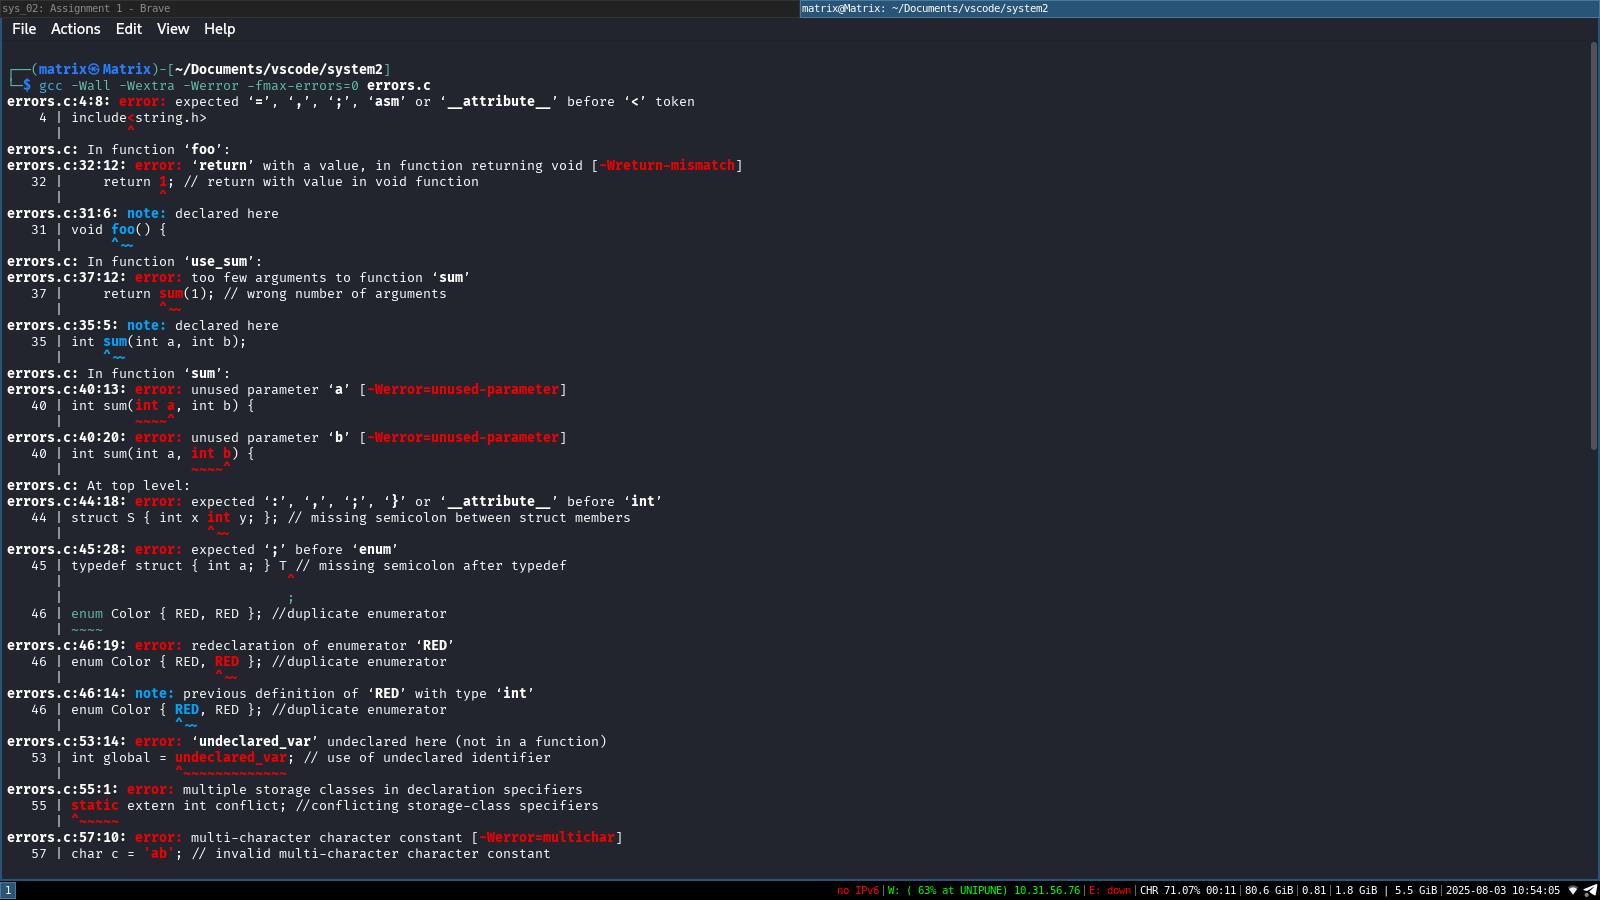 sys_02: Assignment 1 - Brave
matrix@Matrix: ~/Documents/vscode/system2
File Actions Edit View Help
┌──(matrix㉿Matrix)-[~/Documents/vscode/system2]
└─$ gcc -Wall -Wextra -Werror -fmax-errors=0 errors.c
errors.c:4:8: error: expected ‘=’, ‘,’, ‘;’, ‘asm’ or ‘__attribute__’ before ‘<’ token
    4 | include<string.h>
      |        ^
errors.c: In function ‘foo’:
errors.c:32:12: error: ‘return’ with a value, in function returning void [-Wreturn-mismatch]
   32 |     return 1; // return with value in void function
      |            ^
errors.c:31:6: note: declared here
   31 | void foo() {
      |      ^~~
errors.c: In function ‘use_sum’:
errors.c:37:12: error: too few arguments to function ‘sum’
   37 |     return sum(1); // wrong number of arguments
      |            ^~~
errors.c:35:5: note: declared here
   35 | int sum(int a, int b);
      |     ^~~
errors.c: In function ‘sum’:
errors.c:40:13: error: unused parameter ‘a’ [-Werror=unused-parameter]
   40 | int sum(int a, int b) {
      |         ~~~~^
errors.c:40:20: error: unused parameter ‘b’ [-Werror=unused-parameter]
   40 | int sum(int a, int b) {
      |                ~~~~^
errors.c: At top level:
errors.c:44:18: error: expected ‘:’, ‘,’, ‘;’, ‘}’ or ‘__attribute__’ before ‘int’
   44 | struct S { int x int y; }; // missing semicolon between struct members
      |                  ^~~
errors.c:45:28: error: expected ‘;’ before ‘enum’
   45 | typedef struct { int a; } T // missing semicolon after typedef
      |                            ^
      |                            ;
   46 | enum Color { RED, RED }; //duplicate enumerator
      | ~~~~
errors.c:46:19: error: redeclaration of enumerator ‘RED’
   46 | enum Color { RED, RED }; //duplicate enumerator
      |                   ^~~
errors.c:46:14: note: previous definition of ‘RED’ with type ‘int’
   46 | enum Color { RED, RED }; //duplicate enumerator
      |              ^~~
errors.c:53:14: error: ‘undeclared_var’ undeclared here (not in a function)
   53 | int global = undeclared_var; // use of undeclared identifier
      |              ^~~~~~~~~~~~~~
errors.c:55:1: error: multiple storage classes in declaration specifiers
   55 | static extern int conflict; //conflicting storage-class specifiers
      | ^~~~~~
errors.c:57:10: error: multi-character character constant [-Werror=multichar]
   57 | char c = 'ab'; // invalid multi-character character constant
1
no IPv6|W: ( 63% at UNIPUNE) 10.31.56.76|E: down|CHR 71.07% 00:11|80.6 GiB|0.81|1.8 GiB | 5.5 GiB|2025-08-03 10:54:05